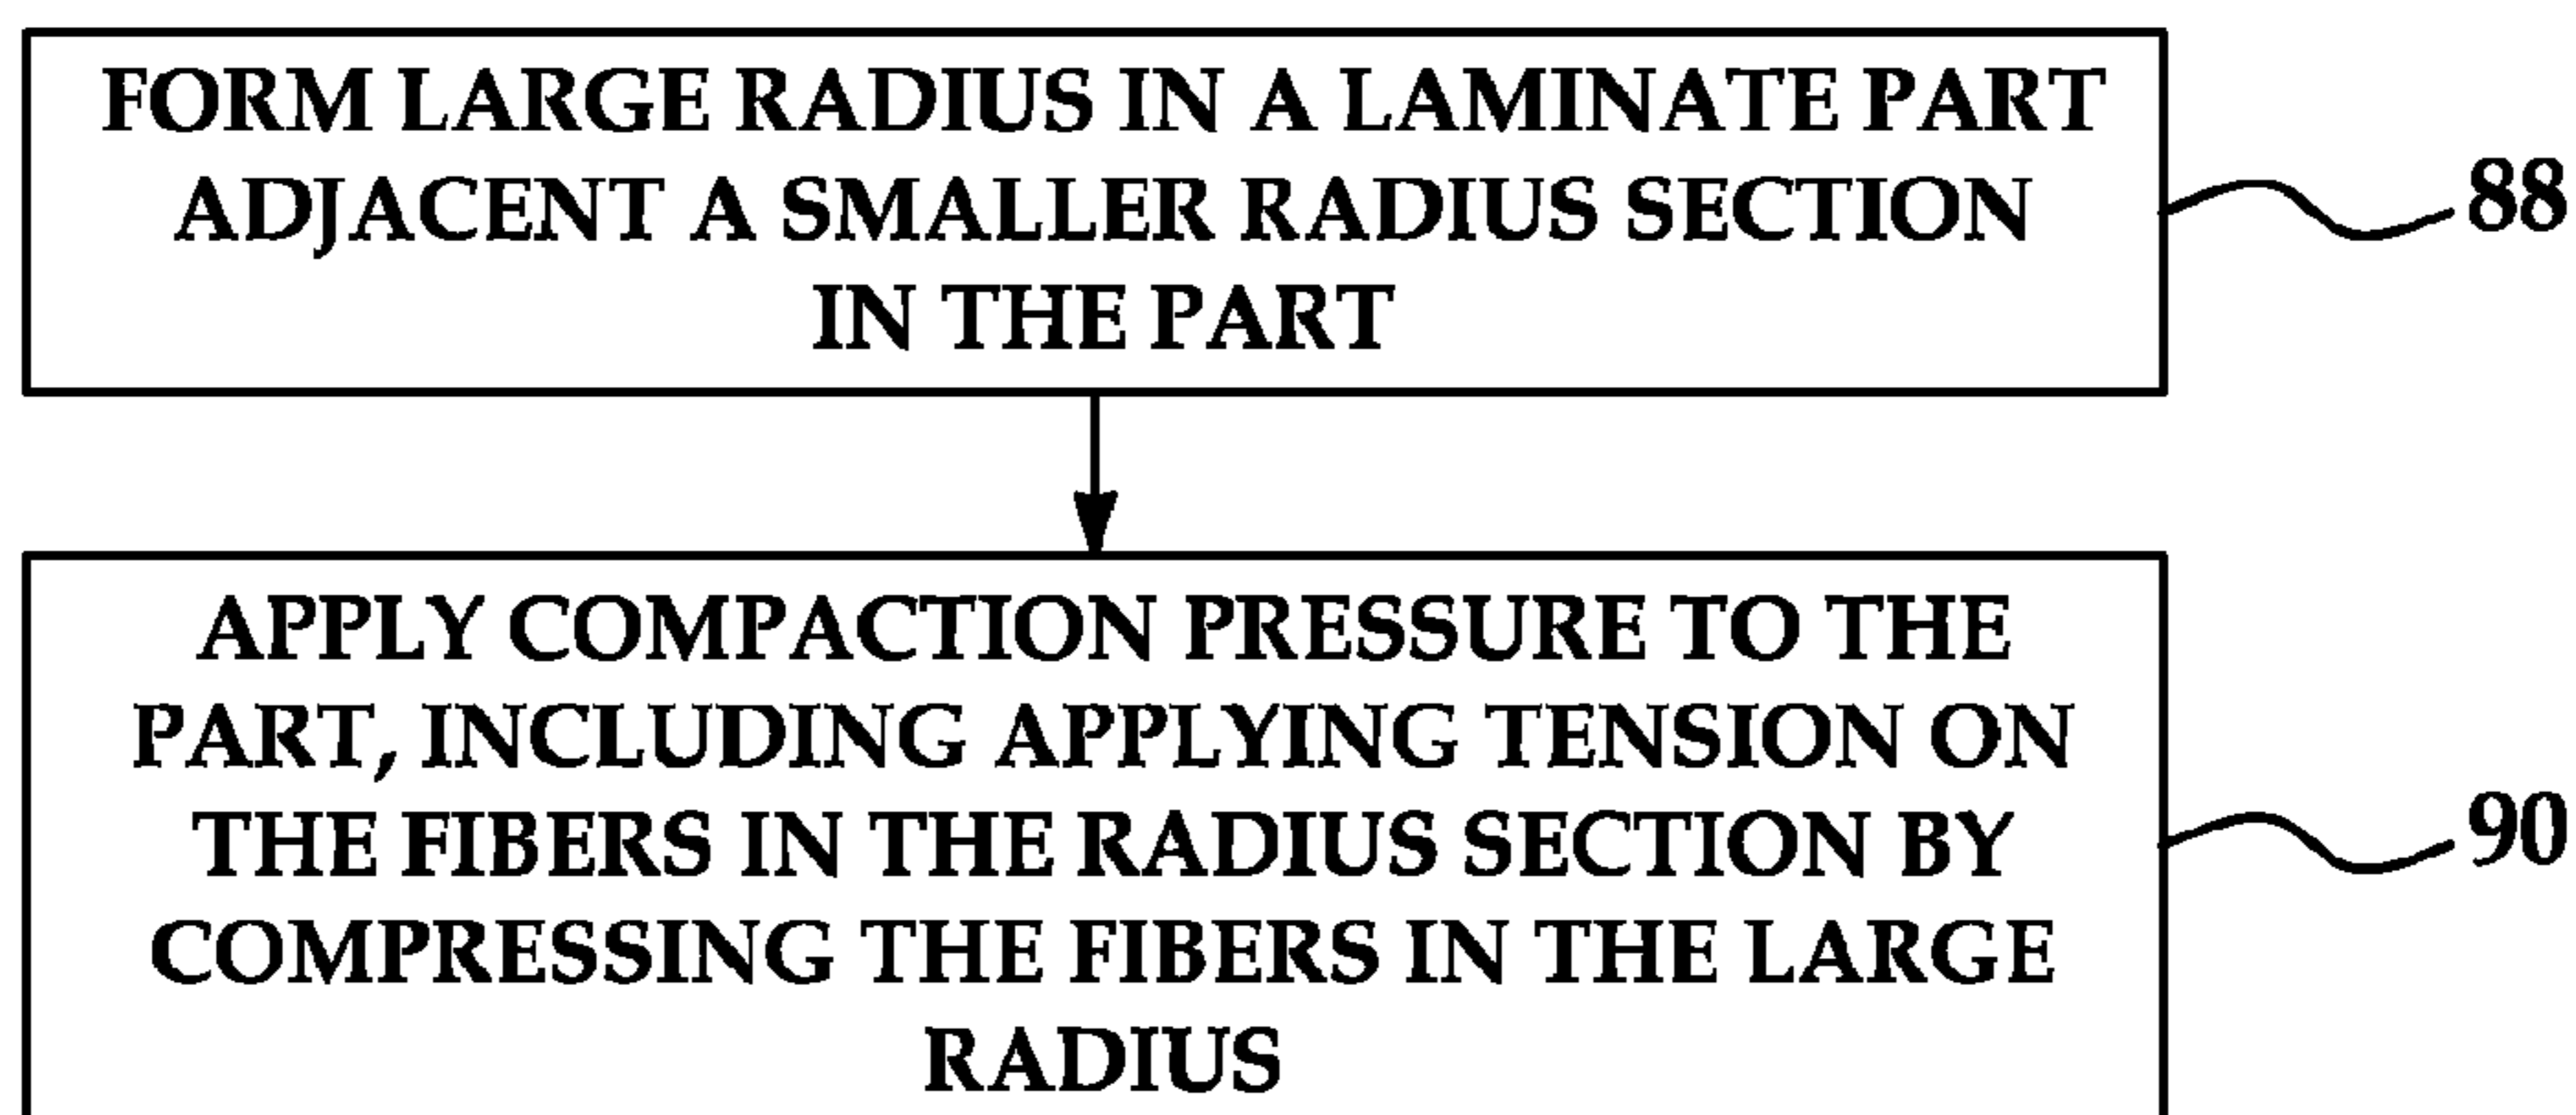 FORM LARGE RADIUS IN A LAMINATE PART
ADJACENT A SMALLER RADIUS SECTION
IN THE PART
88
APPLY COMPACTION PRESSURE TO THE
PART, INCLUDING APPLYING TENSION ON
THE FIBERS IN THE RADIUS SECTION BY
COMPRESSING THE FIBERS IN THE LARGE
RADIUS
90